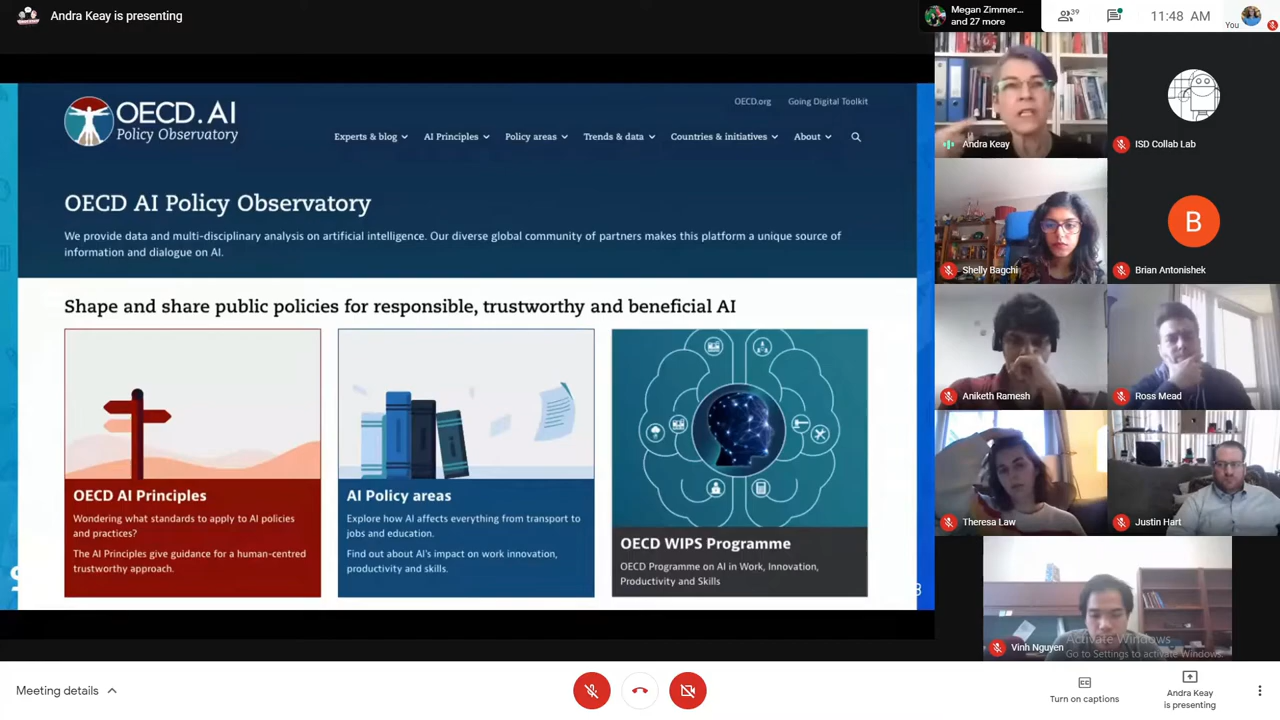 Andra Keay is presenting
Megan Zimmer...
and 27 more
39
11:48 AM
You
OECD.AI
Policy Observatory
OECD.org
Going Digital Toolkit
Experts & blog
AI Principles
Policy areas
Trends & data
Countries & initiatives
About
OECD AI Policy Observatory
We provide data and multi-disciplinary analysis on artificial intelligence. Our diverse global community of partners makes this platform a unique source of
information and dialogue on AI.
Shape and share public policies for responsible, trustworthy and beneficial AI
OECD AI Principles
Wondering what standards to apply to AI policies
and practices?
The AI Principles give guidance for a human-centred
trustworthy approach.
AI Policy areas
Explore how AI affects everything from transport to
jobs and education.
Find out about AI's impact on work innovation,
productivity and skills.
OECD WIPS Programme
OECD Programme on AI in Work, Innovation,
Productivity and Skills
Andra Keay
ISD Collab Lab
Shelly Bagchi
B
Brian Antonishek
Aniketh Ramesh
Ross Mead
Theresa Law
Justin Hart
Vinh Nguyen
Activate Windows
Go to Settings to activate Windows.
Meeting details
Turn on captions
Andra Keay
is presenting